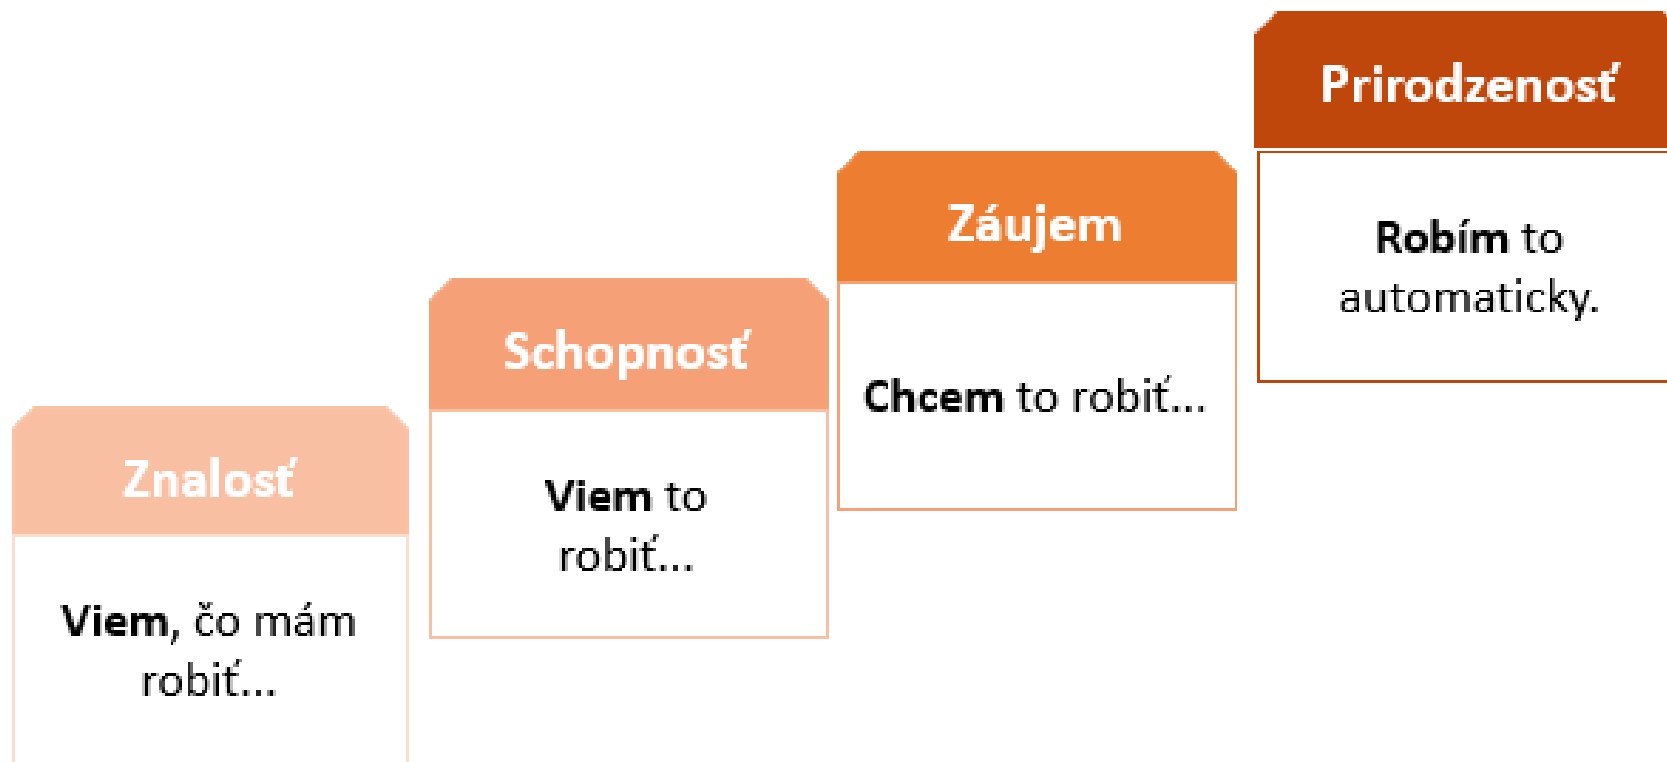 Znalosť
Viem, čo mám
robiť...
Schopnosť
Viem to
robiť...
Záujem
Chcem to robiť...
Prirodzenosť
Robím to
automaticky.